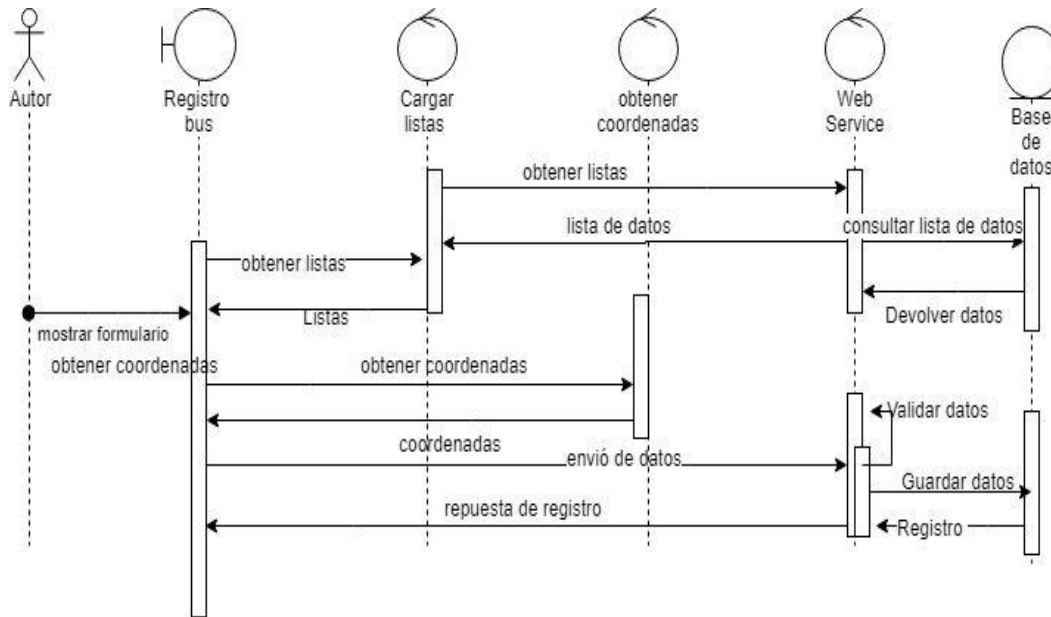 Autor
Registro
bus
Cargar
listas
obtener
coordenadas
Web
Service
Base
de
datos
obtener listas
lista de datos
consultar lista de datos
obtener listas
Listas
Devolver datos
mostrar formulario
obtener coordenadas
obtener coordenadas
Validar datos
coordenadas
envió de datos
Guardar datos
repuesta de registro
Registro